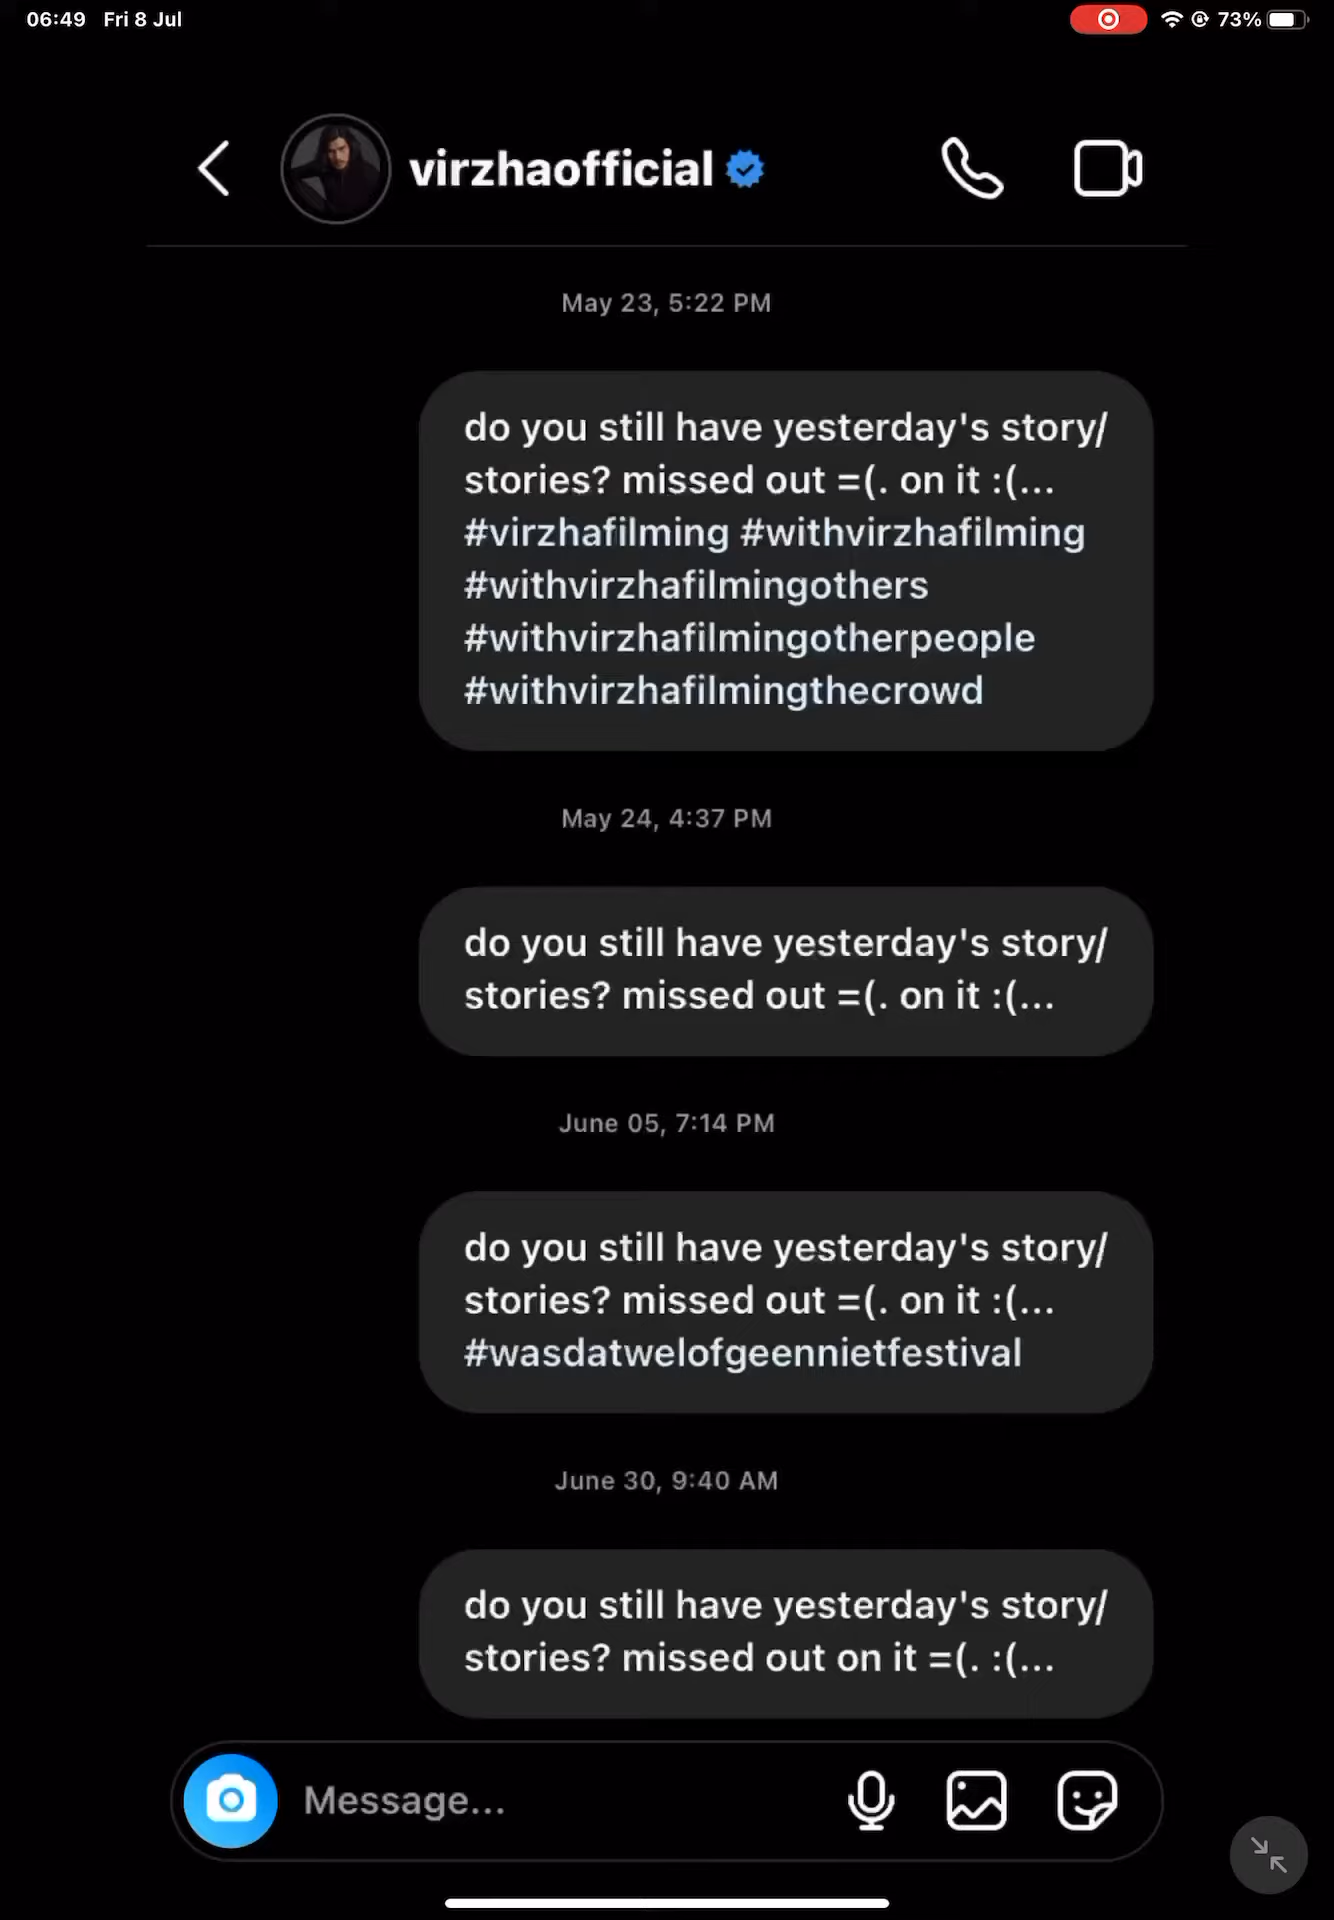 06:49 Fri 8 Jul 73%
virzhaofficial
May 23, 5:22 PM
do you still have yesterday's story/
stories? missed out =(. on it :(...
#virzhafilming #withvirzhafilming
#withvirzhafilmingothers
#withvirzhafilmingotherpeople
#withvirzhafilmingthecrowd
May 24, 4:37 PM
do you still have yesterday's story/
stories? missed out =(. on it :(...
June 05, 7:14 PM
do you still have yesterday's story/
stories? missed out =(. on it :(...
#wasdatwelofgeennietfestival
June 30, 9:40 AM
do you still have yesterday's story/
stories? missed out on it =(. :(...
Message...